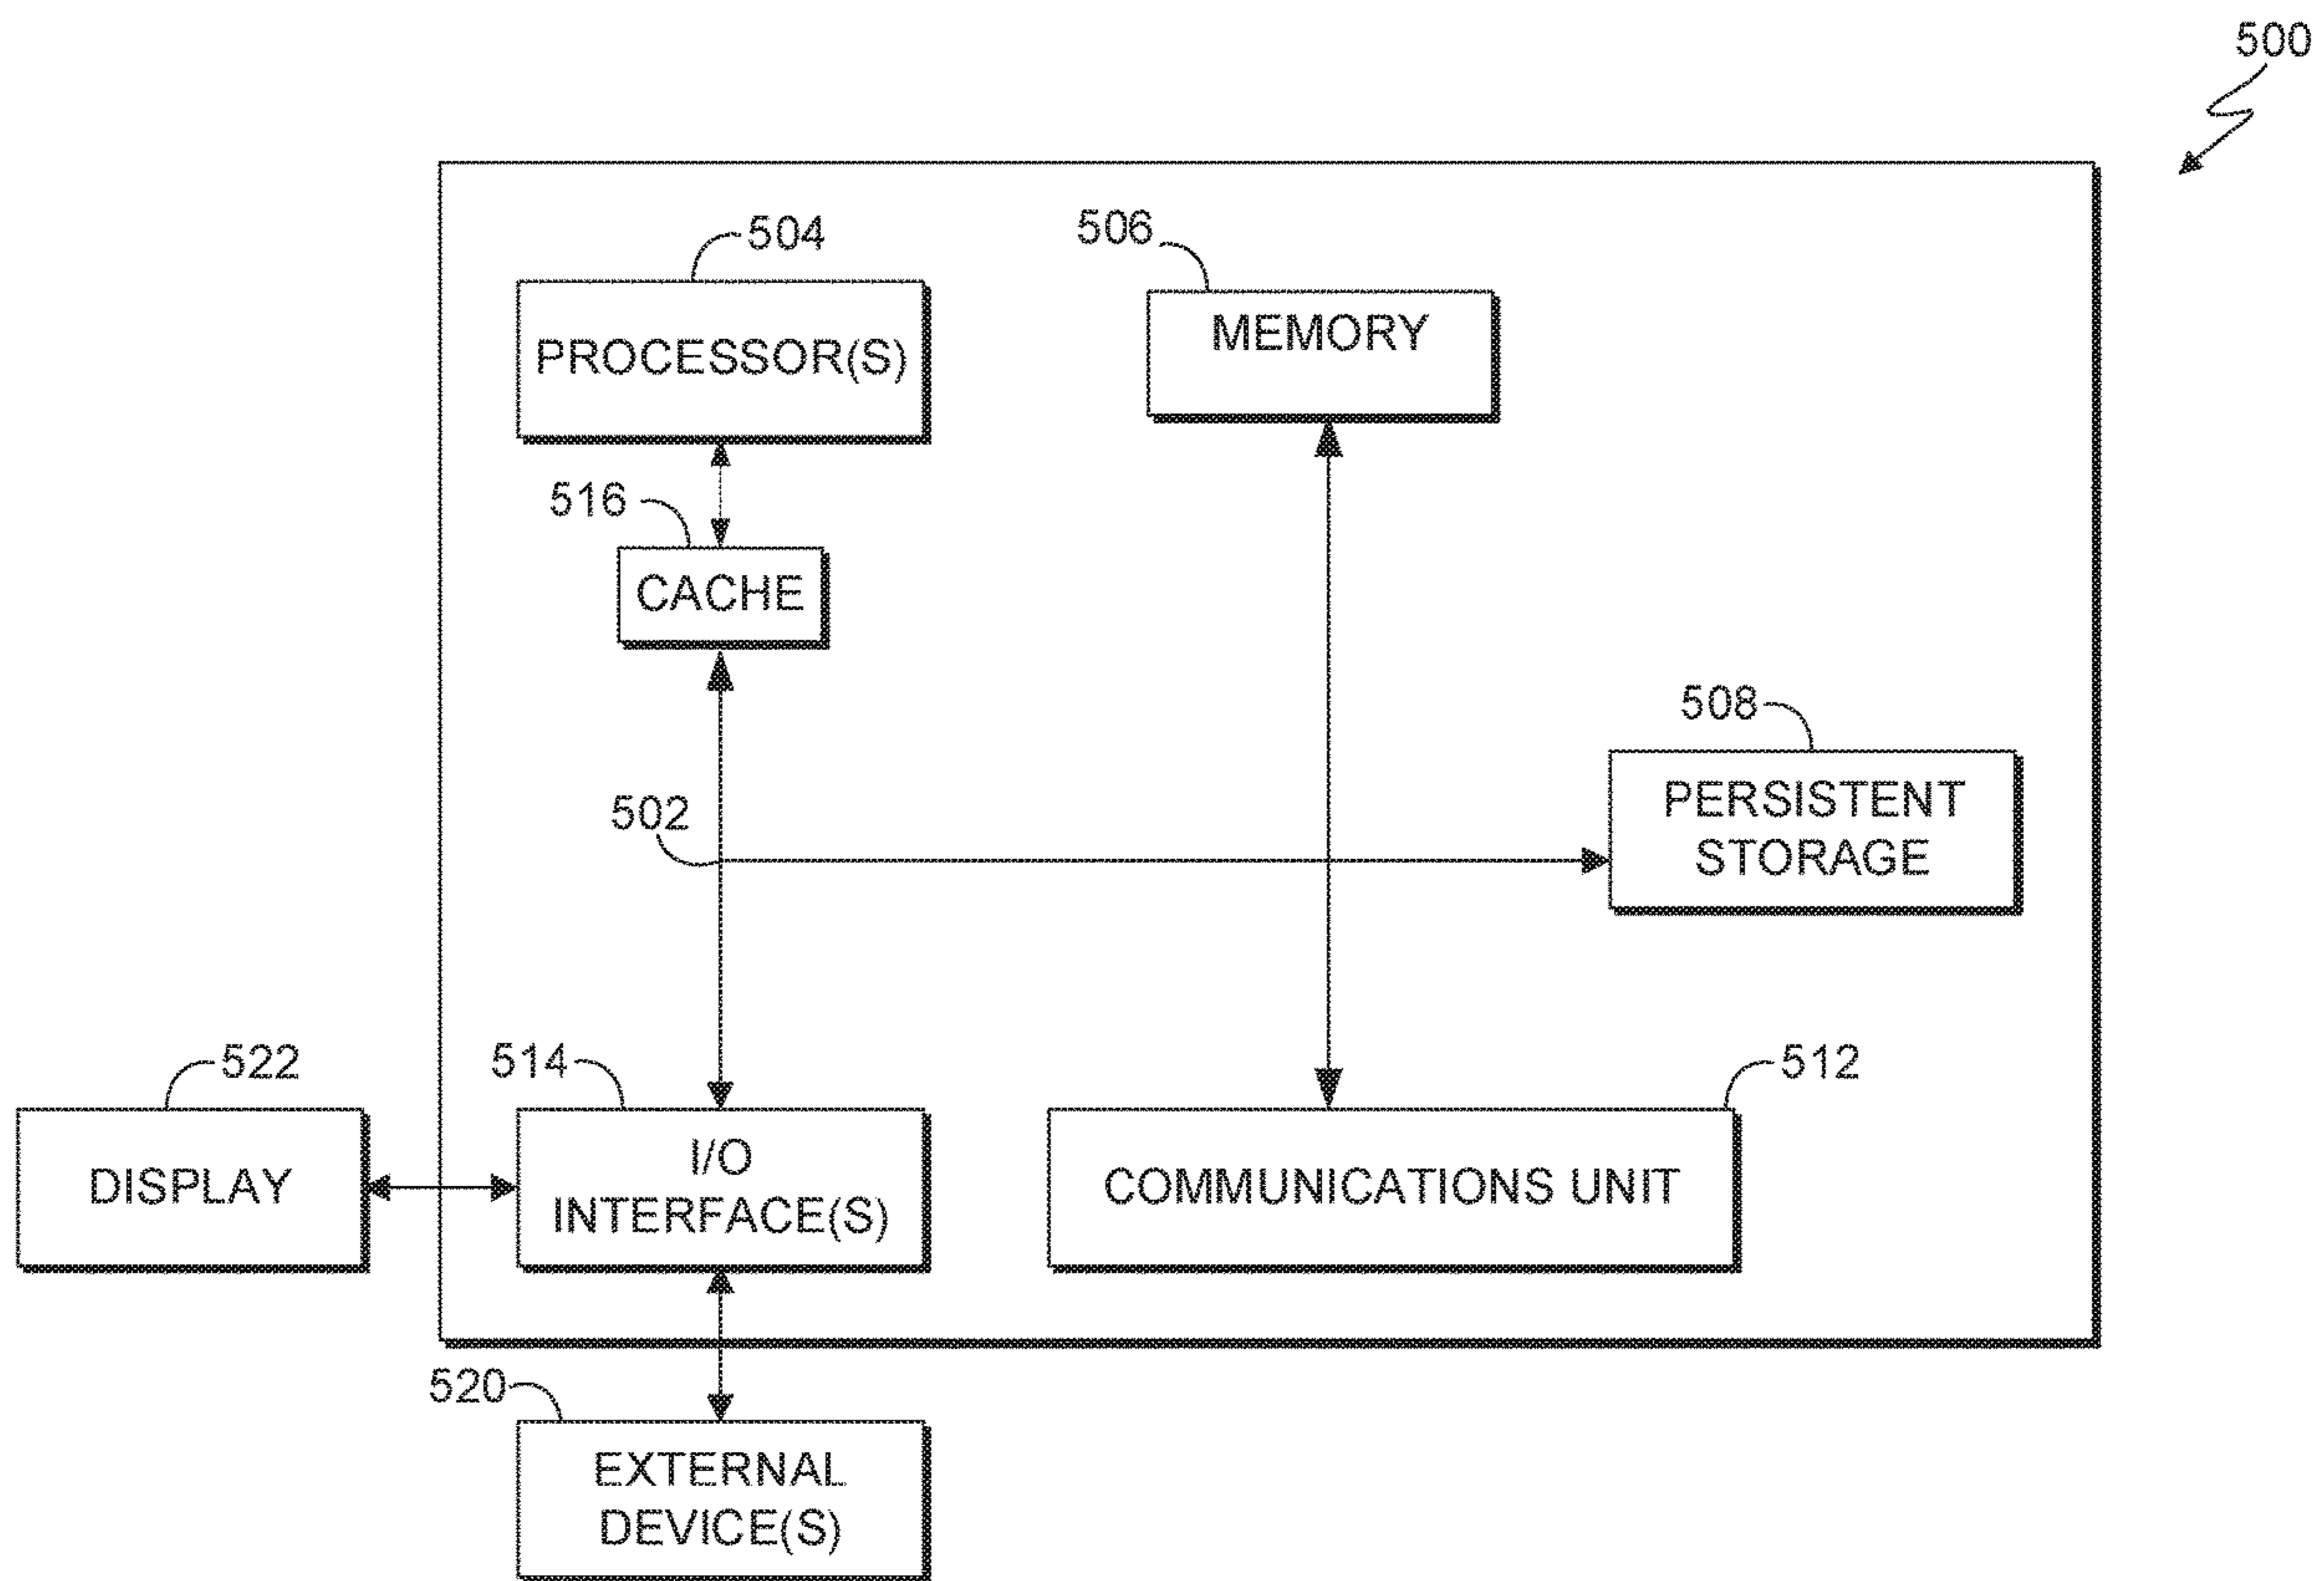 500
504
506
PROCESSOR(S)
MEMORY
516
CACHE
508
PERSISTENT
STORAGE
502
522
514
512
DISPLAY
I/O
INTERFACE(S)
COMMUNICATIONS UNIT
520
EXTERNAL
DEVICE(S)